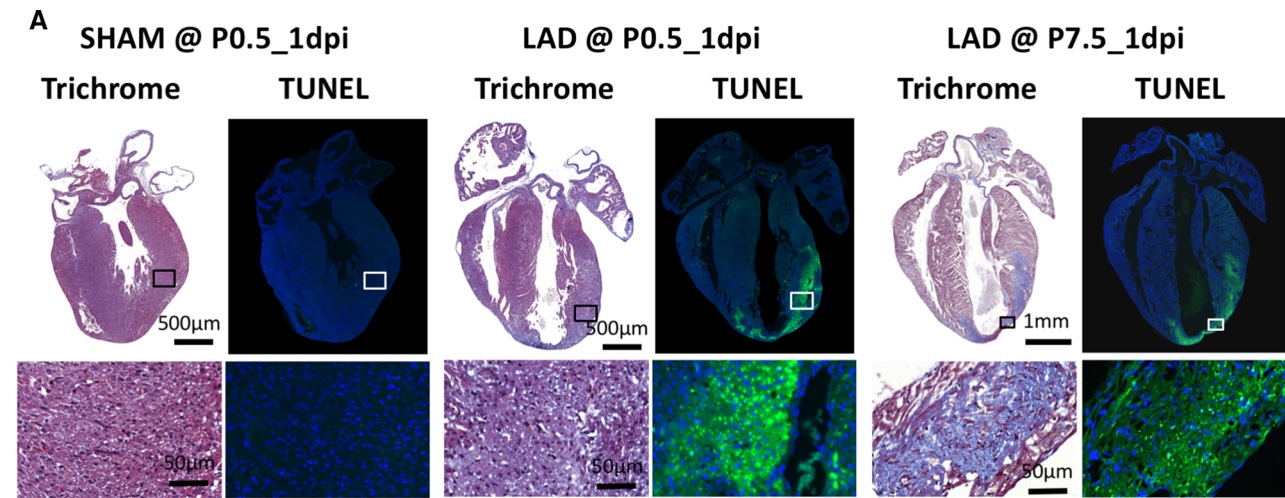 A
SHAM @ P0.5_1dpi
LAD @ P0.5_1dpi
LAD @ P7.5_1dpi
Trichrome
TUNEL
Trichrome
TUNEL
Trichrome
TUNEL
500μm
500μm
1mm
50μm
50μm
50μm